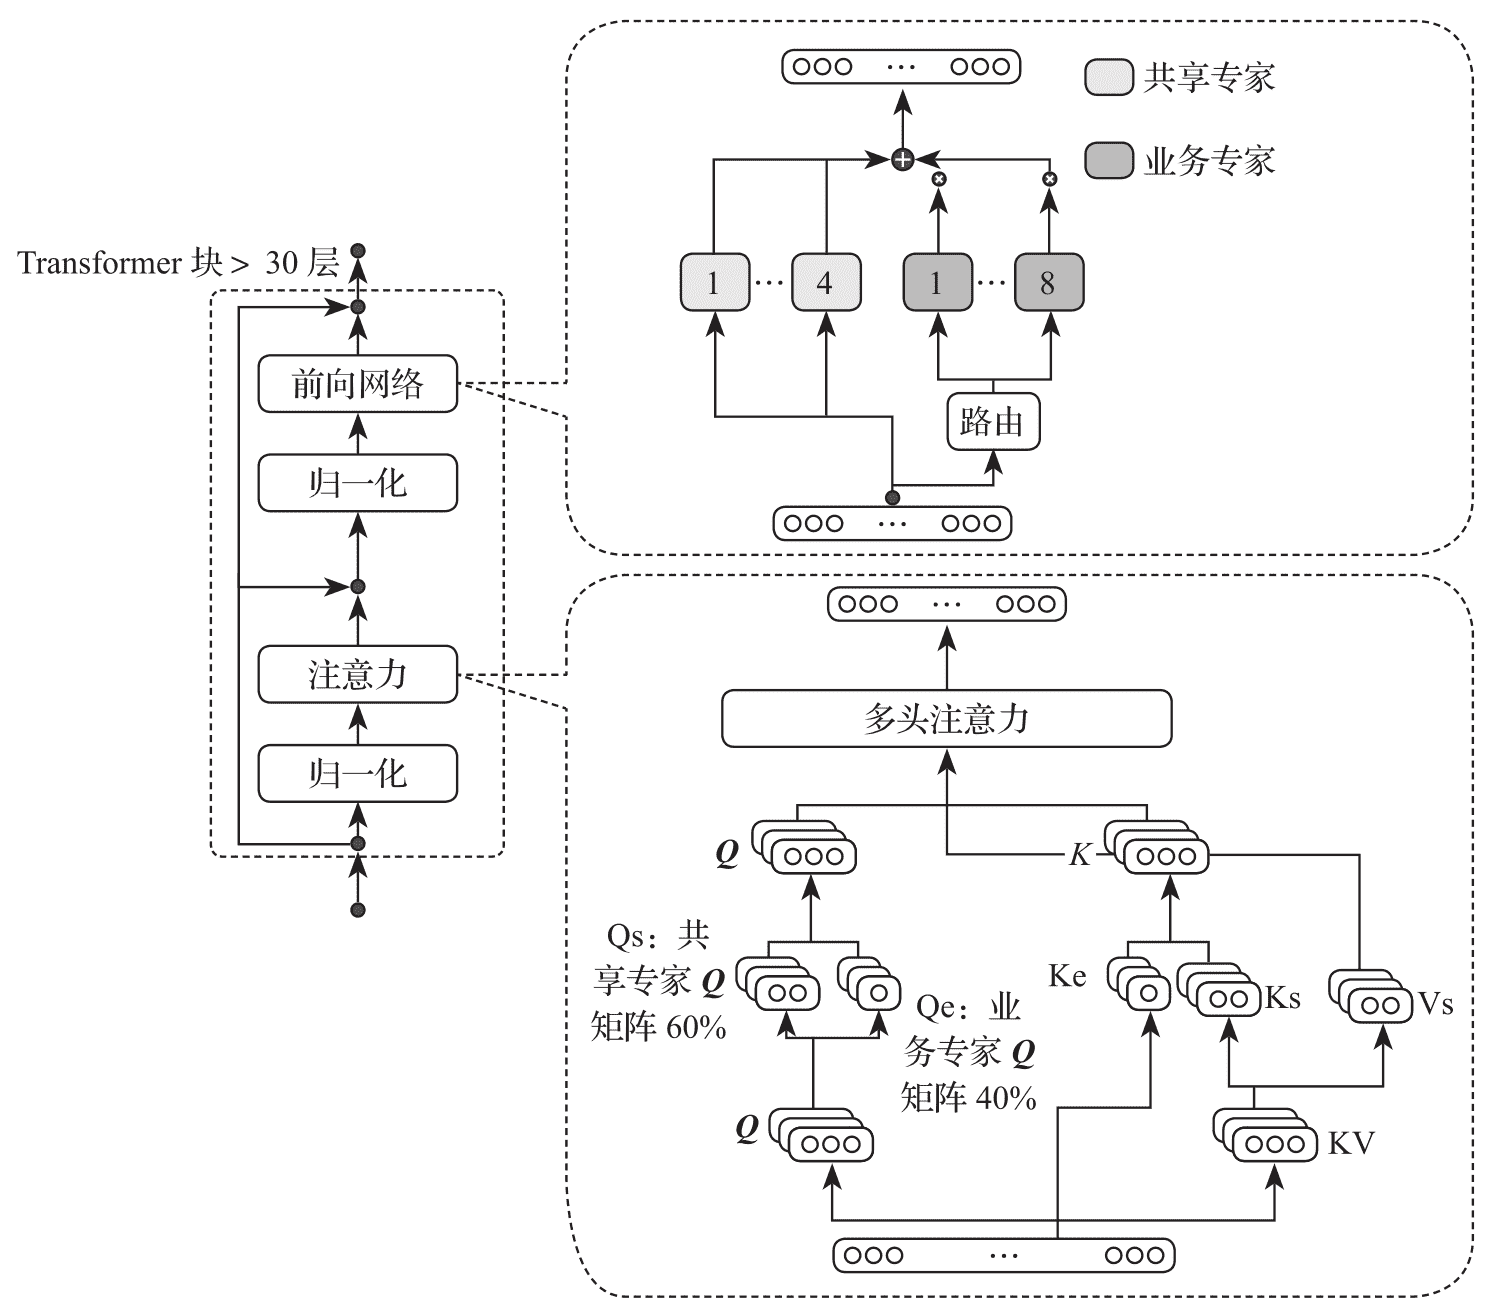 共享专家
业务专家
1 ··· 4 1 ··· 8
路由
Transformer 块 > 30 层
前向网络
归一化
注意力
归一化
多头注意力
Q
K
Qs：共
享专家 Q
矩阵 60%
Qe：业
务专家 Q
矩阵 40%
Ke
Ks
Vs
Q
KV